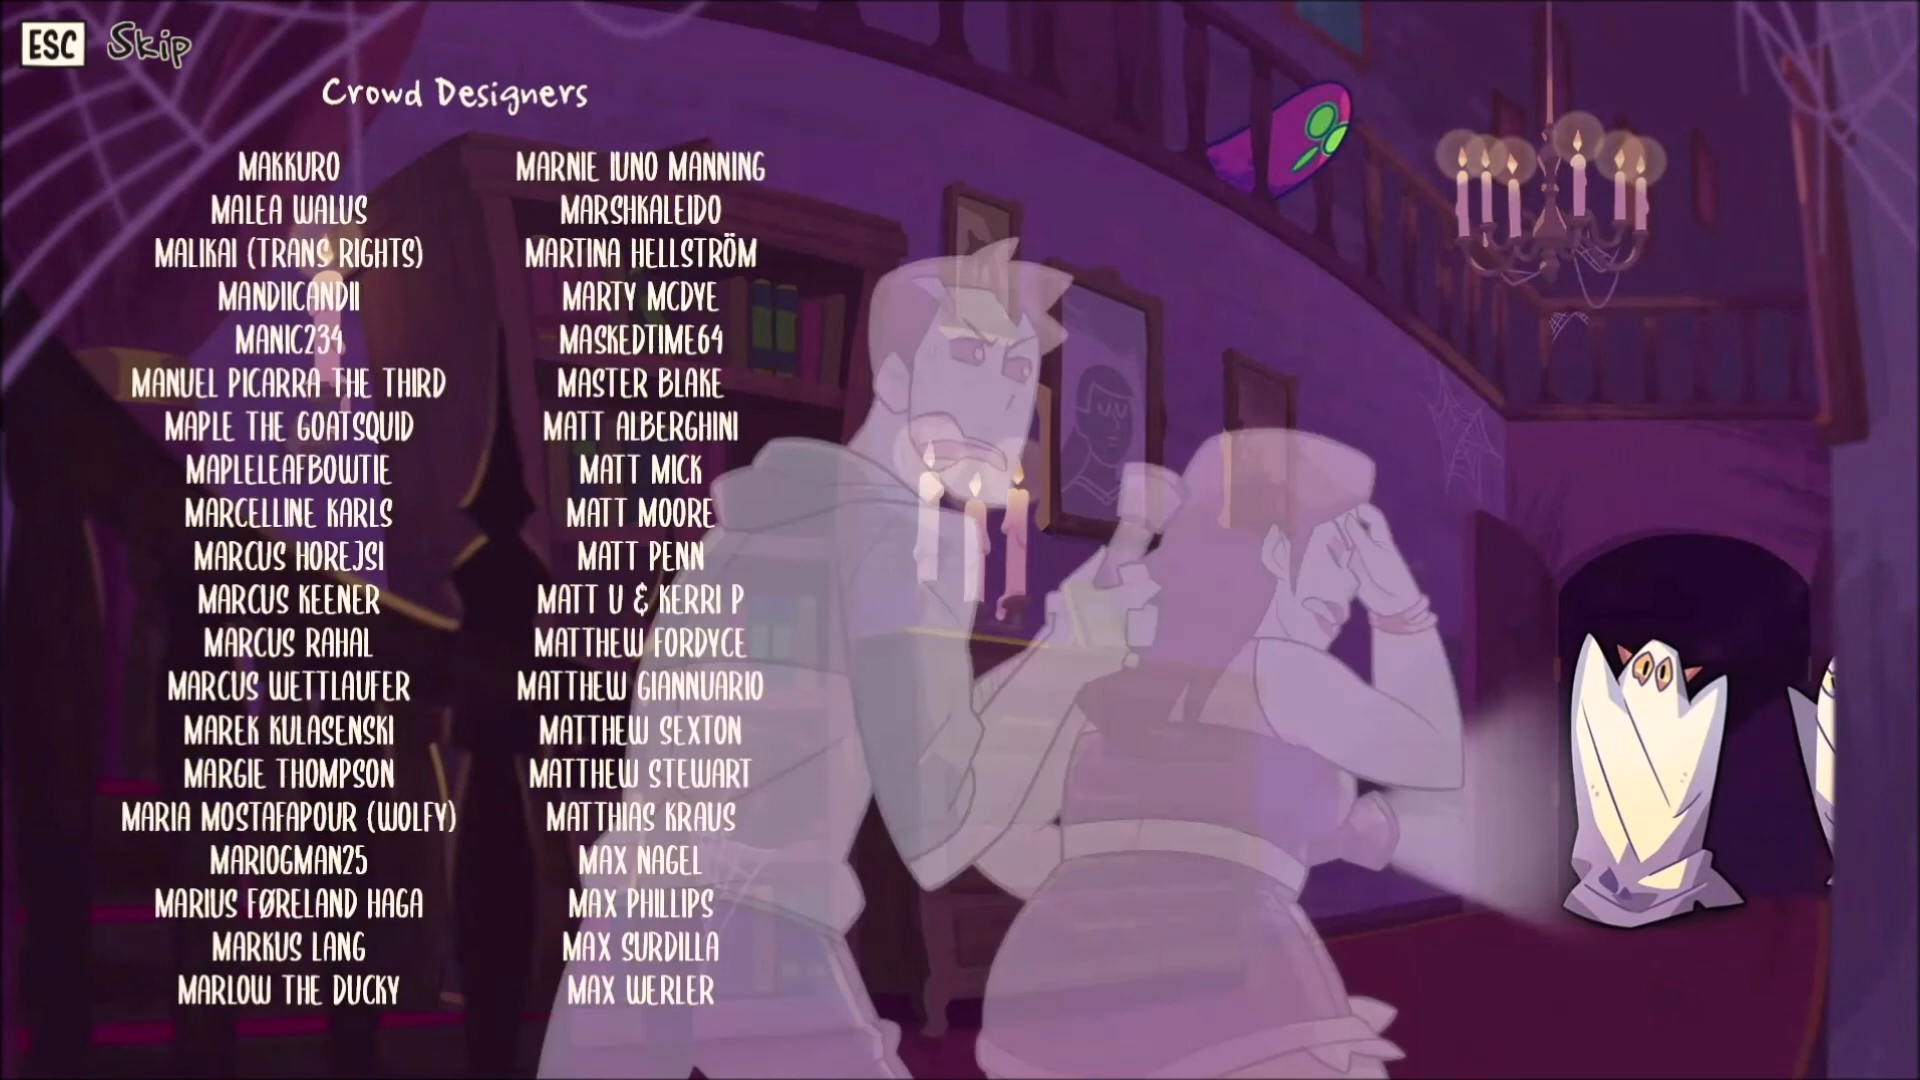 ESC Skip
Crowd Designers
MAKKURO
MALEA WALUS
MALIKAI (TRANS RIGHTS)
MANDIICANDII
MANIC234
MANUEL PICARRA THE THIRD
MAPLE THE GOATSQUID
MAPLELEAFBOWTIE
MARCELLINE KARLS
MARCUS HOREJSI
MARCUS KEENER
MARCUS RAHAL
MARCUS WETTLAUFER
MAREK KULASENSKI
MARGIE THOMPSON
MARIA MOSTAFAPOUR (WOLFY)
MARIOGMAN25
MARIUS FØRELAND HAGA
MARKUS LANG
MARLOW THE DUCKY
MARNIE IUNO MANNING
MARSHKALEIDO
MARTINA HELLSTRÖM
MARTY MCDYE
MASKEDTIME64
MASTER BLAKE
MATT ALBERGHINI
MATT MICK
MATT MOORE
MATT PENN
MATT U & KERRI P
MATTHEW FORDYCE
MATTHEW GIANNUARIO
MATTHEW SEXTON
MATTHEW STEWART
MATTHIAS KRAUS
MAX NAGEL
MAX PHILLIPS
MAX SURDILLA
MAX WERLER